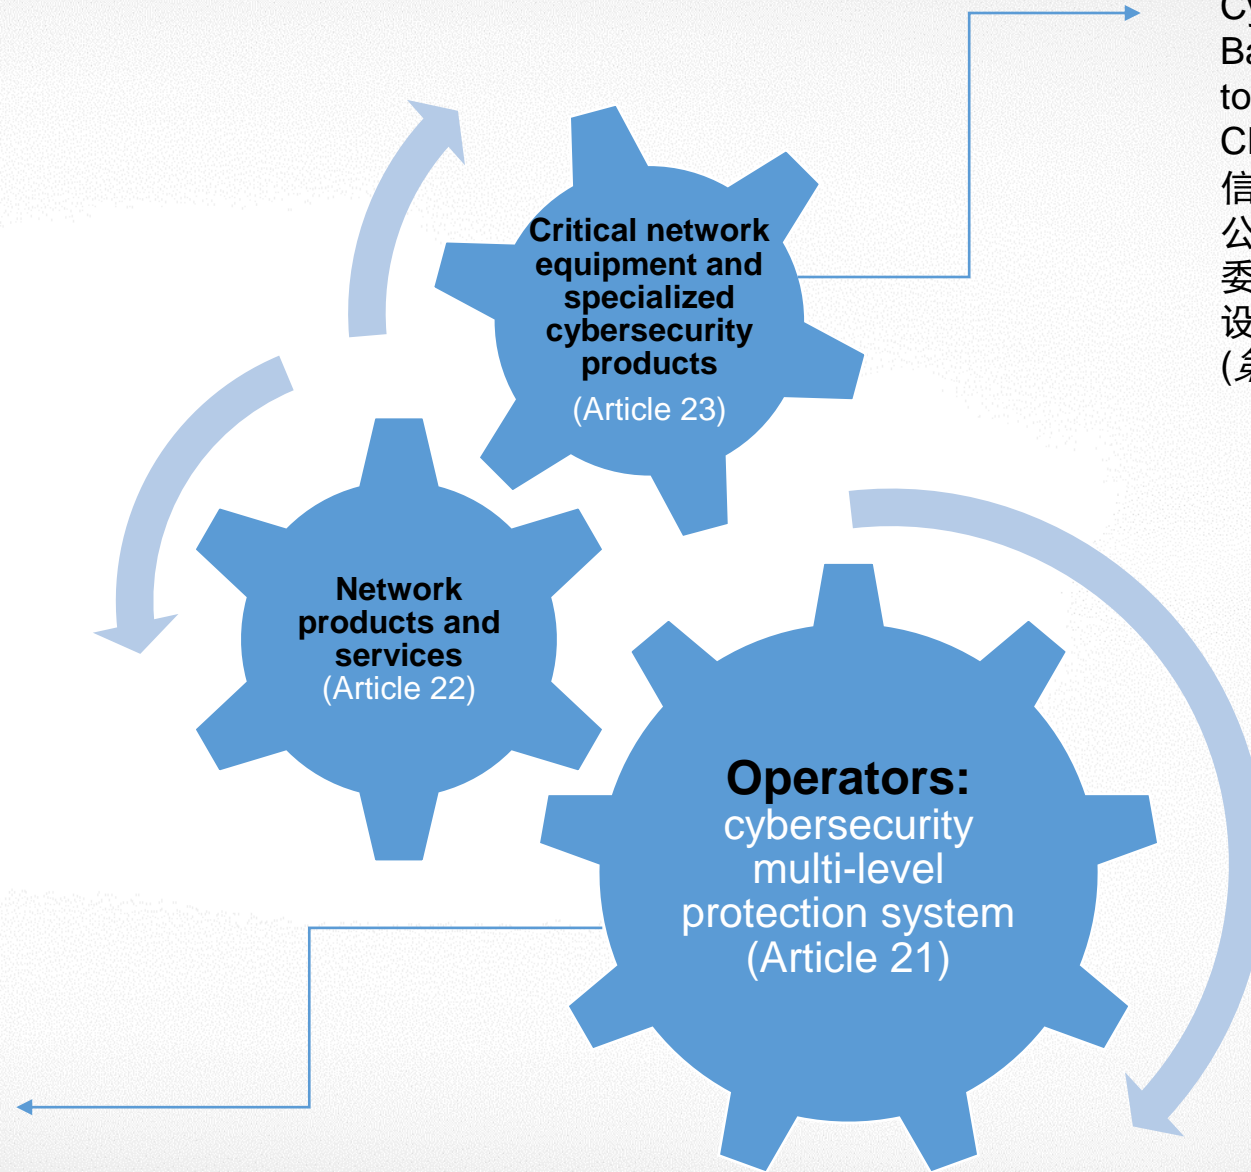 Critical network
equipment and
specialized
cybersecurity
products
(Article 23)
Network
products and
services
(Article 22)
Operators:
cybersecurity
multi-level
protection system
(Article 21)
to
信
公
委
设